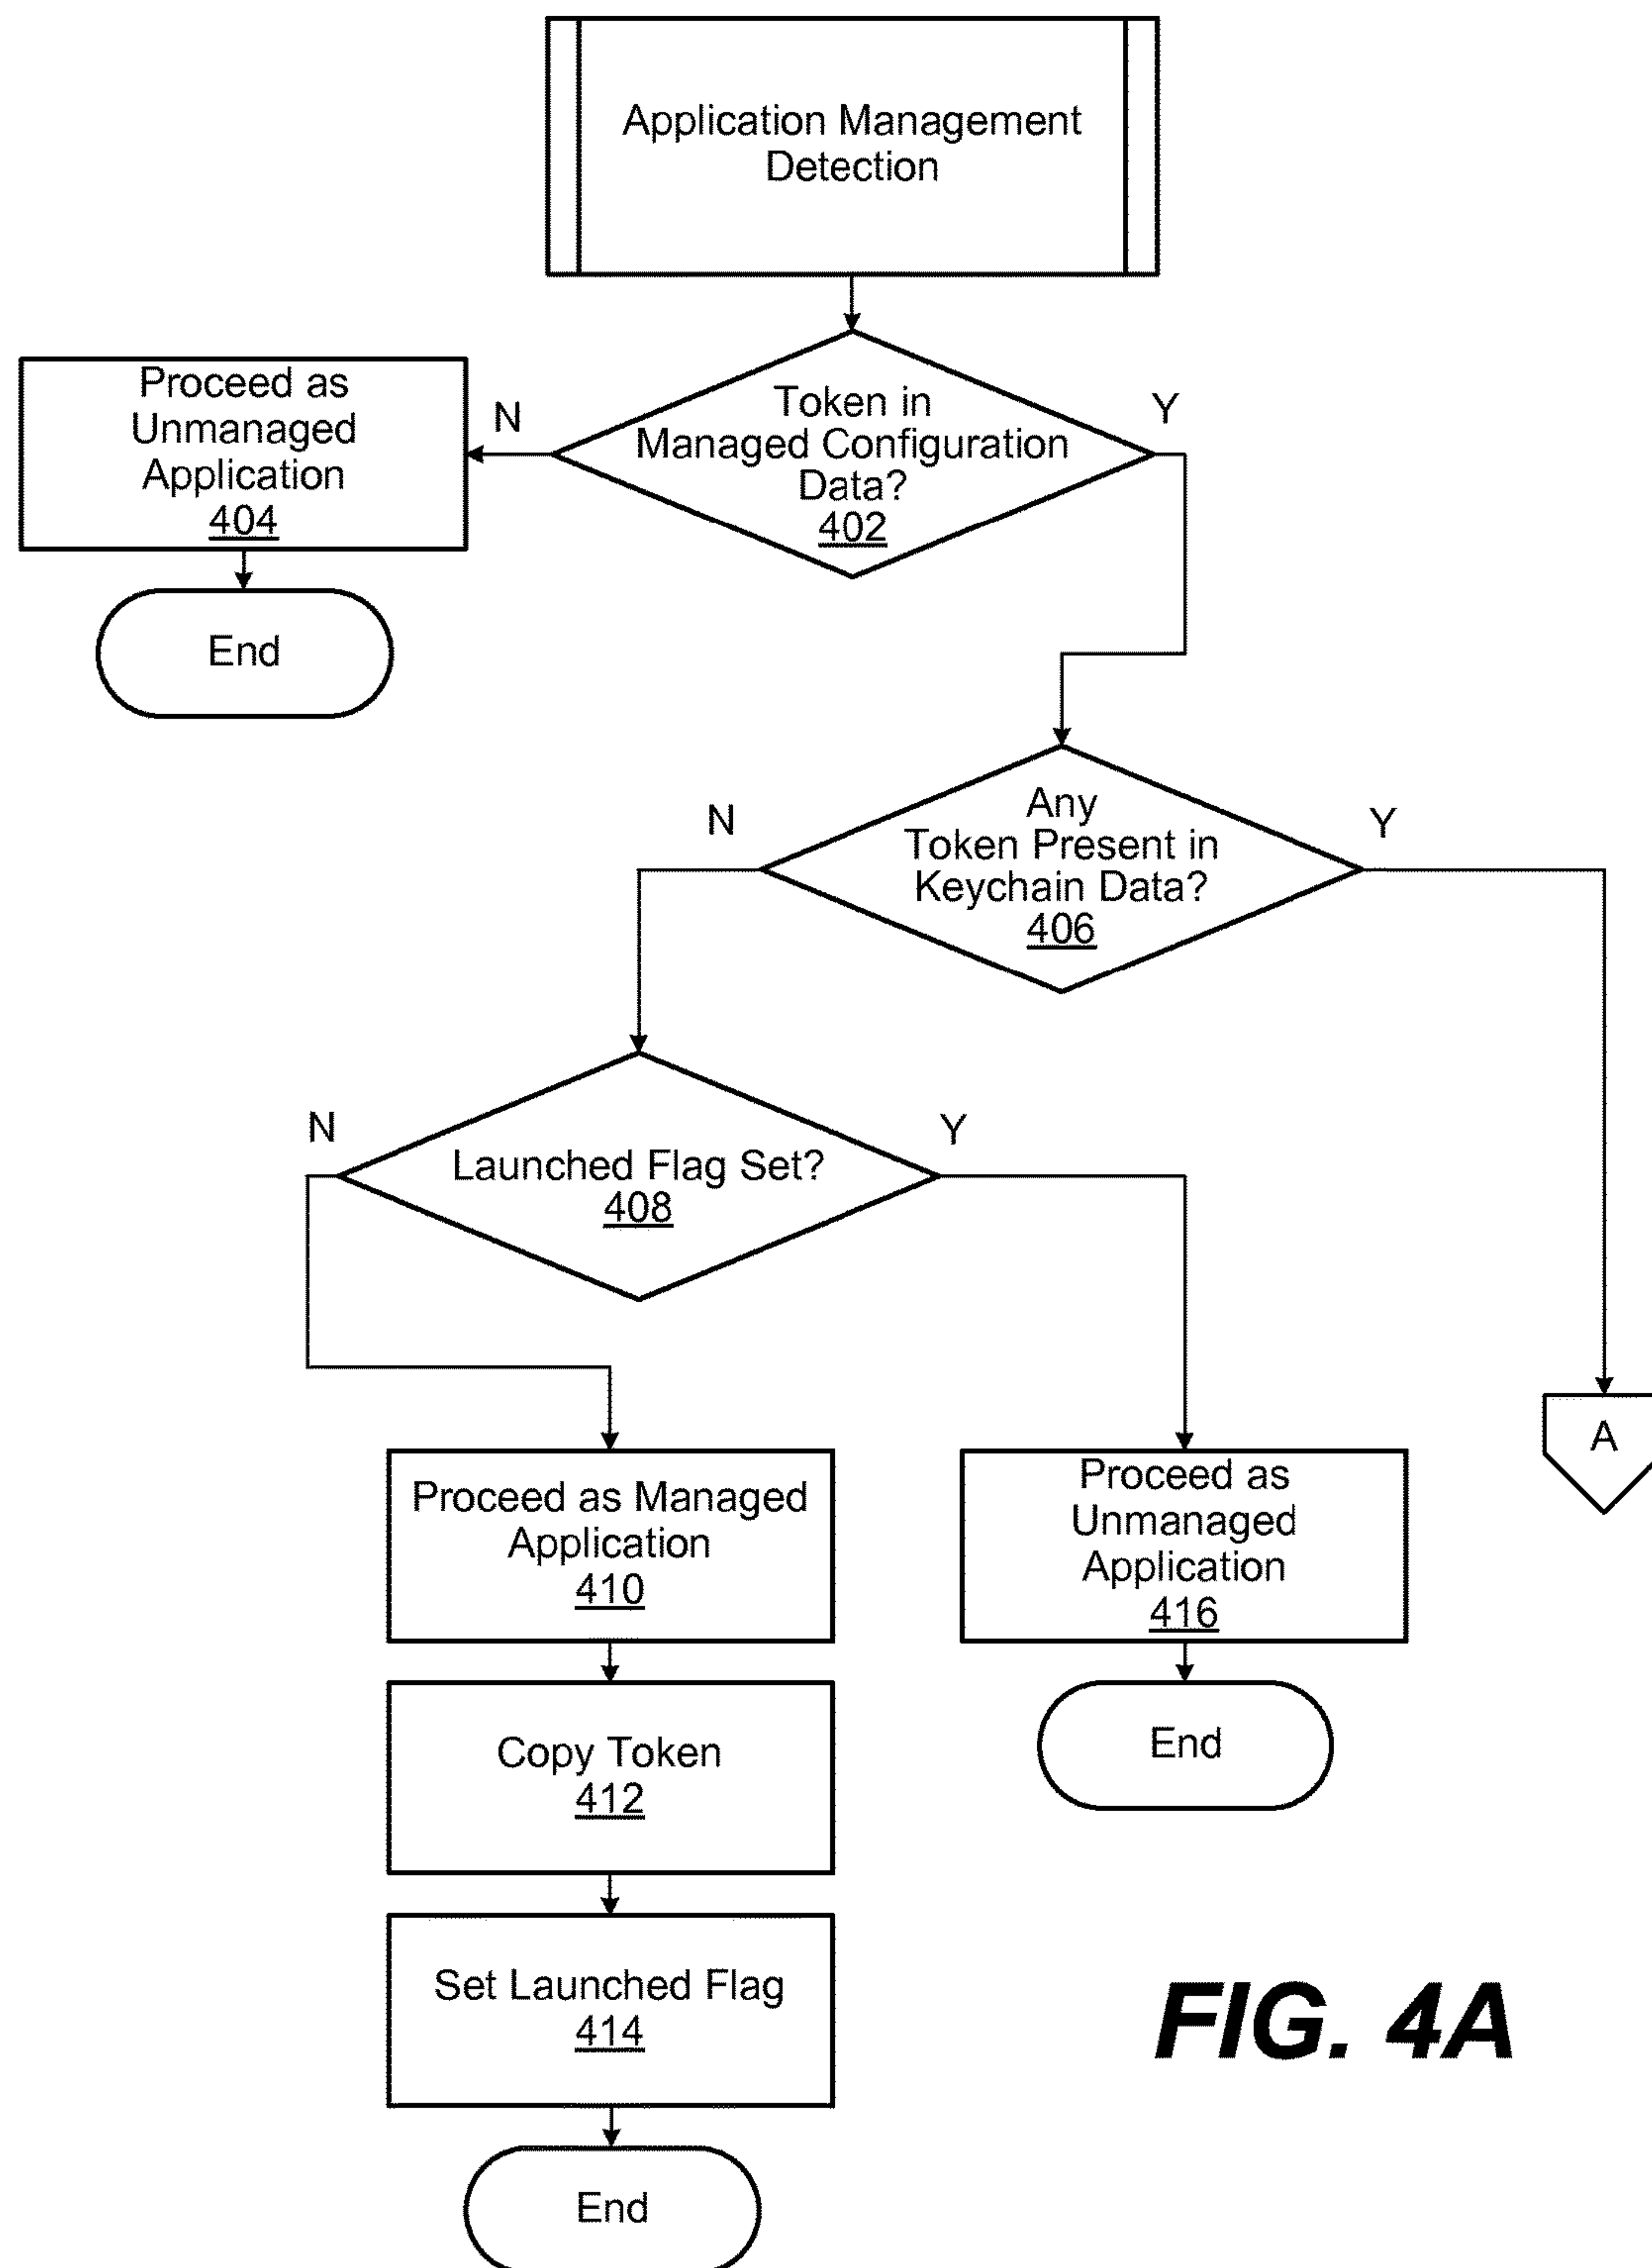 Application Management
Detection
Token in
Managed Configuration
Data?
402
N
Y
Proceed as
Unmanaged
Application
404
End
Any
Token Present in
Keychain Data?
406
N
Y
Launched Flag Set?
408
N
Y
A
Proceed as Managed
Application
410
Proceed as
Unmanaged
Application
416
Copy Token
412
End
Set Launched Flag
414
End
FIG. 4A